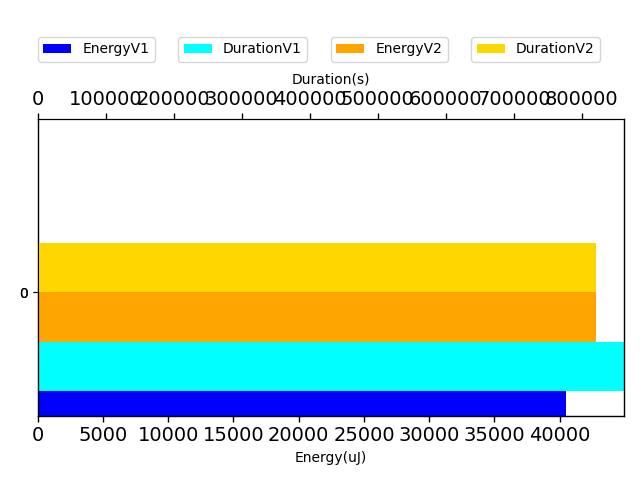 EnergyV1 DurationV1 EnergyV2 DurationV2
Duration(s)
0 100000 200000 300000 400000 500000 600000 700000 800000
0
0 5000 10000 15000 20000 25000 30000 35000 40000
Energy(uJ)